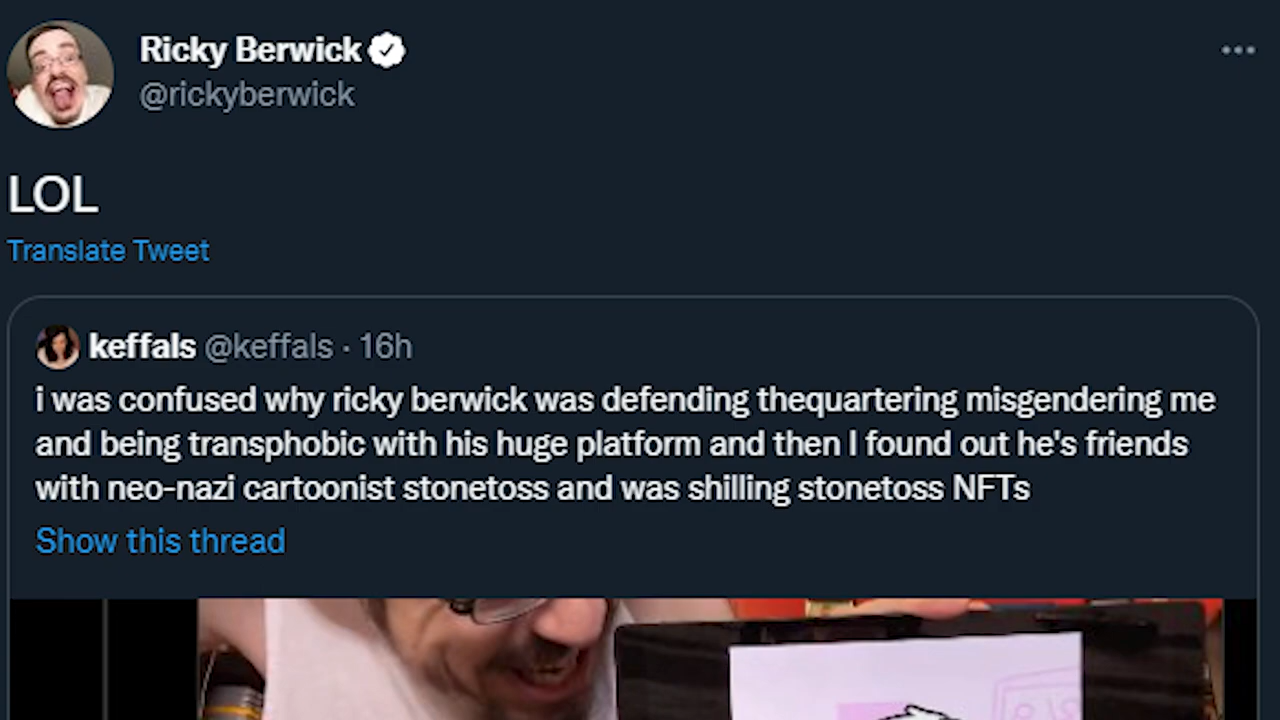 Ricky Berwick
@rickyberwick
LOL
Translate Tweet
keffals @keffals · 16h
i was confused why ricky berwick was defending thequartering misgendering me
and being transphobic with his huge platform and then I found out he's friends
with neo-nazi cartoonist stonetoss and was shilling stonetoss NFTs
Show this thread